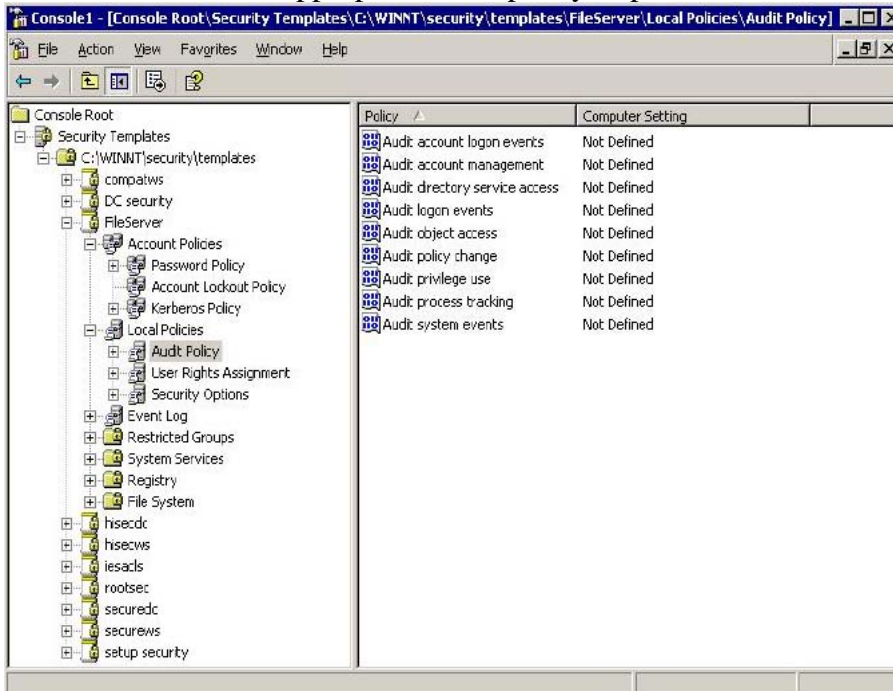 Console1 - [Console Root\Security Templates\C:\WINNT\security\templates\FileServer\Local Policies\Audit Policy]
File Action View Favorites Window Help
Console Root
Security Templates
C:\WINNT\security\templates
compatws
DC security
FileServer
Account Policies
Password Policy
Account Lockout Policy
Kerberos Policy
Local Policies
Audit Policy
User Rights Assignment
Security Options
Event Log
Restricted Groups
System Services
Registry
File System
hisecdc
hisecws
iesacls
rootsec
securedc
securews
setup security
Policy Computer Setting
Audit account logon events Not Defined
Audit account management Not Defined
Audit directory service access Not Defined
Audit logon events Not Defined
Audit object access Not Defined
Audit policy change Not Defined
Audit privilege use Not Defined
Audit process tracking Not Defined
Audit system events Not Defined